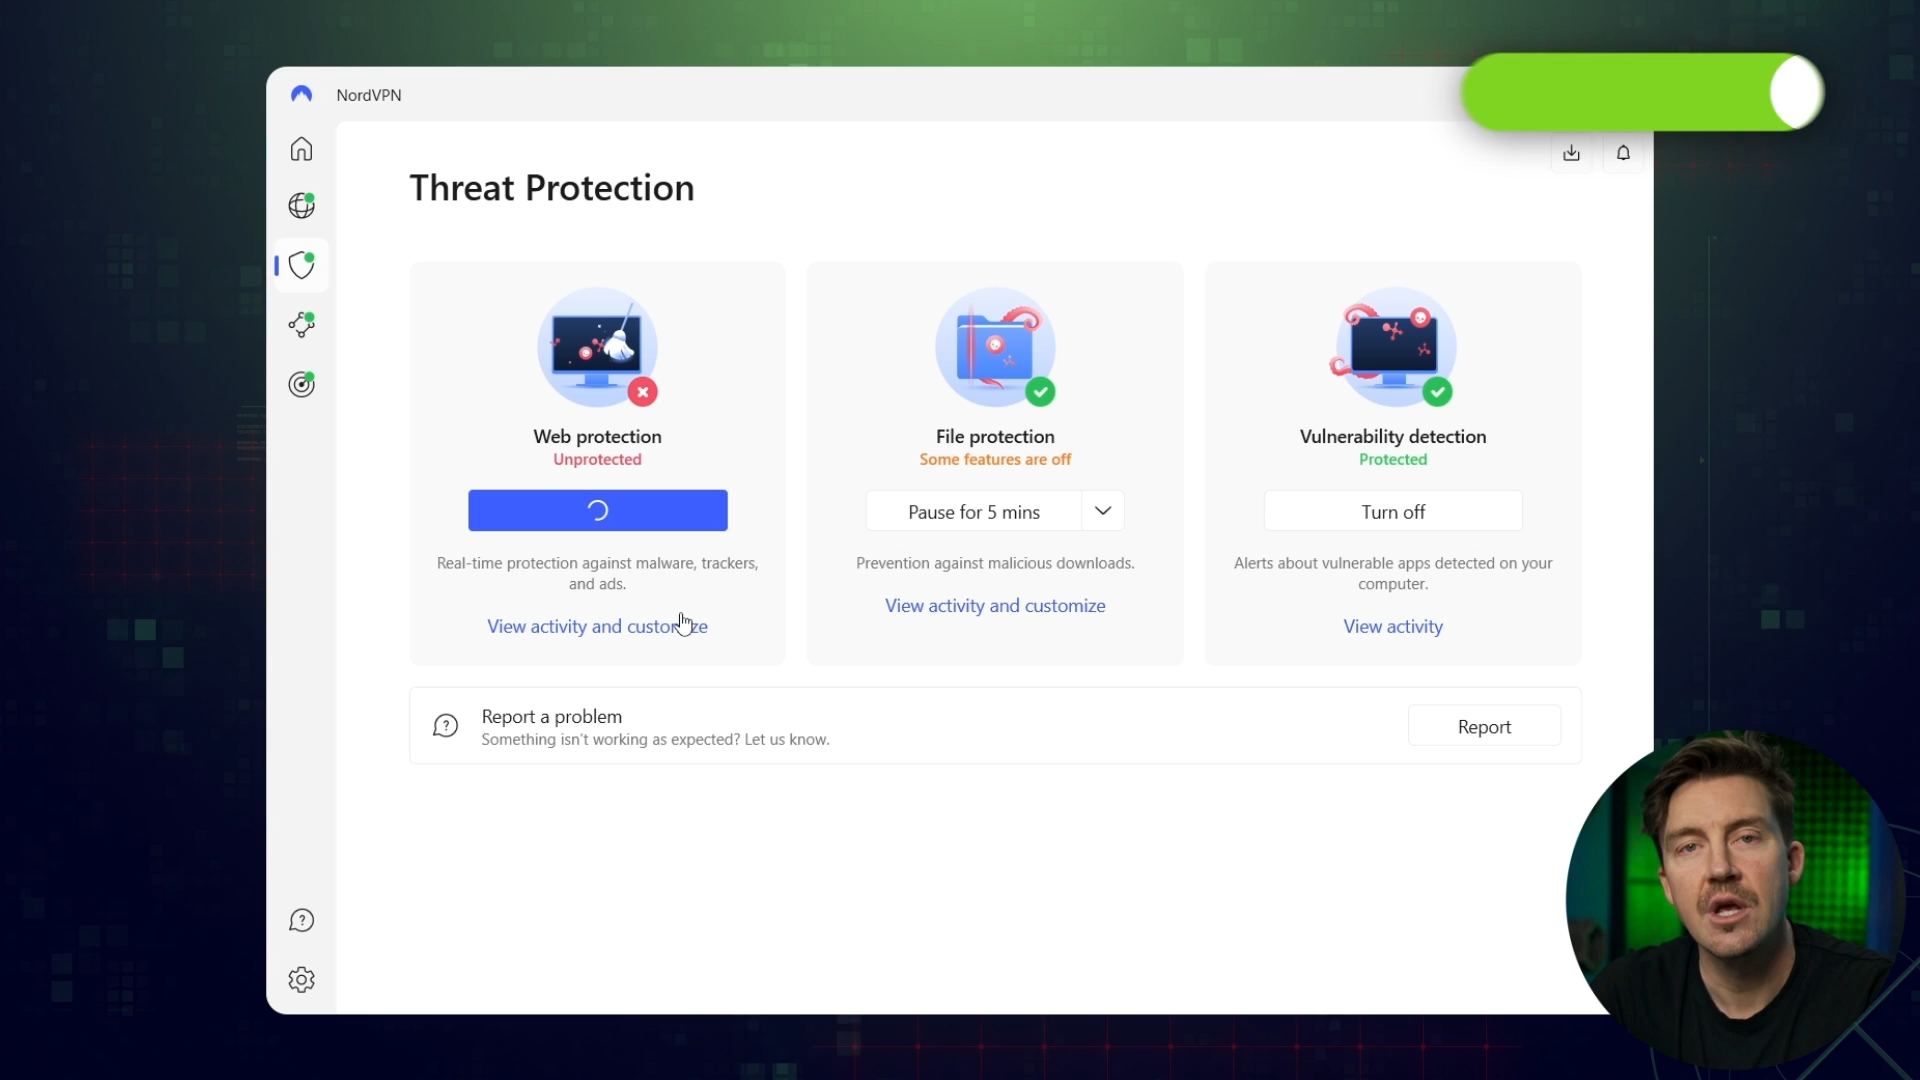 NordVPN
Threat Protection
Web protection
Unprotected
Real-time protection against malware, trackers,
and ads.
View activity and customize
File protection
Some features are off
Pause for 5 mins
Prevention against malicious downloads.
View activity and customize
Vulnerability detection
Protected
Turn off
Alerts about vulnerable apps detected on your
computer.
View activity
Report a problem
Something isn't working as expected? Let us know.
Report